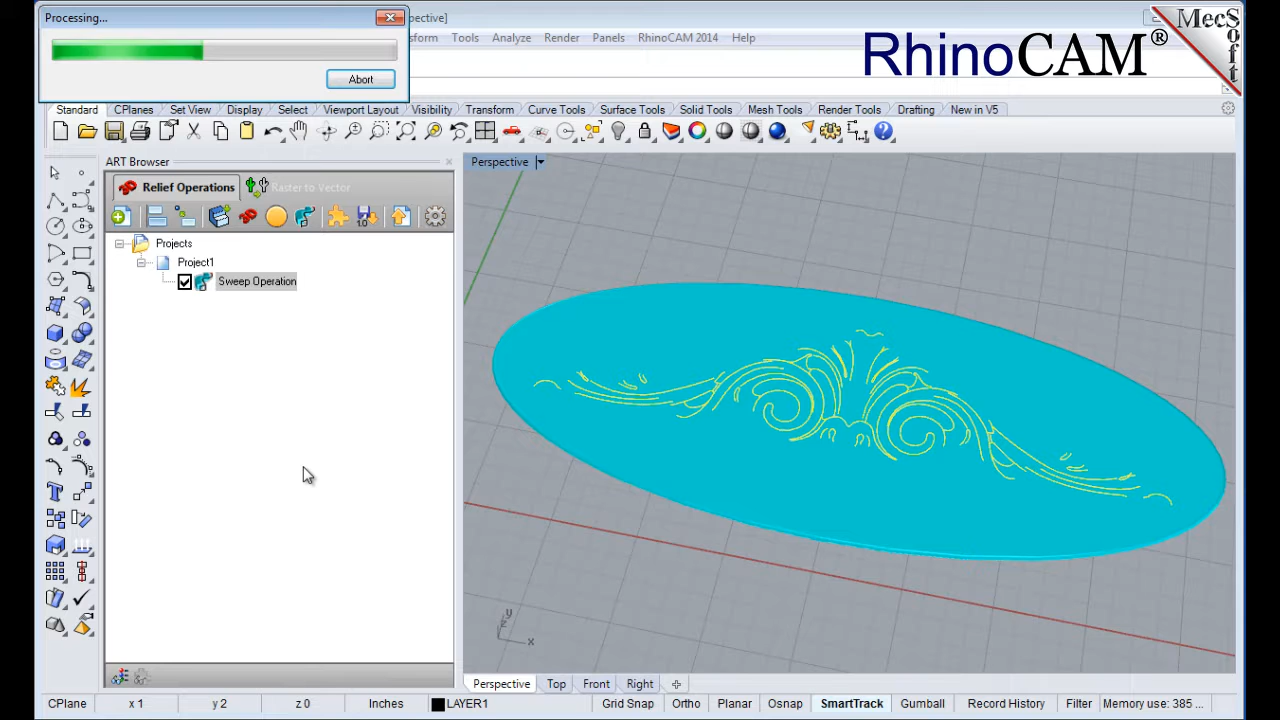 Processing...
spective]
Abort
sform Tools Analyze Render Panels RhinoCAM 2014 Help
RhinoCAM®
MecSoft
Standard CPlanes Set View Display Select Viewport Layout Visibility Transform Curve Tools Surface Tools Solid Tools Mesh Tools Render Tools Drafting New in V5
ART Browser
Perspective
Relief Operations Raster to Vector
1.0
Projects
Project1
Sweep Operation
x
Perspective Top Front Right
CPlane x 1 y 2 z 0 Inches LAYER1 Grid Snap Ortho Planar Osnap SmartTrack Gumball Record History Filter Memory use: 385 ...